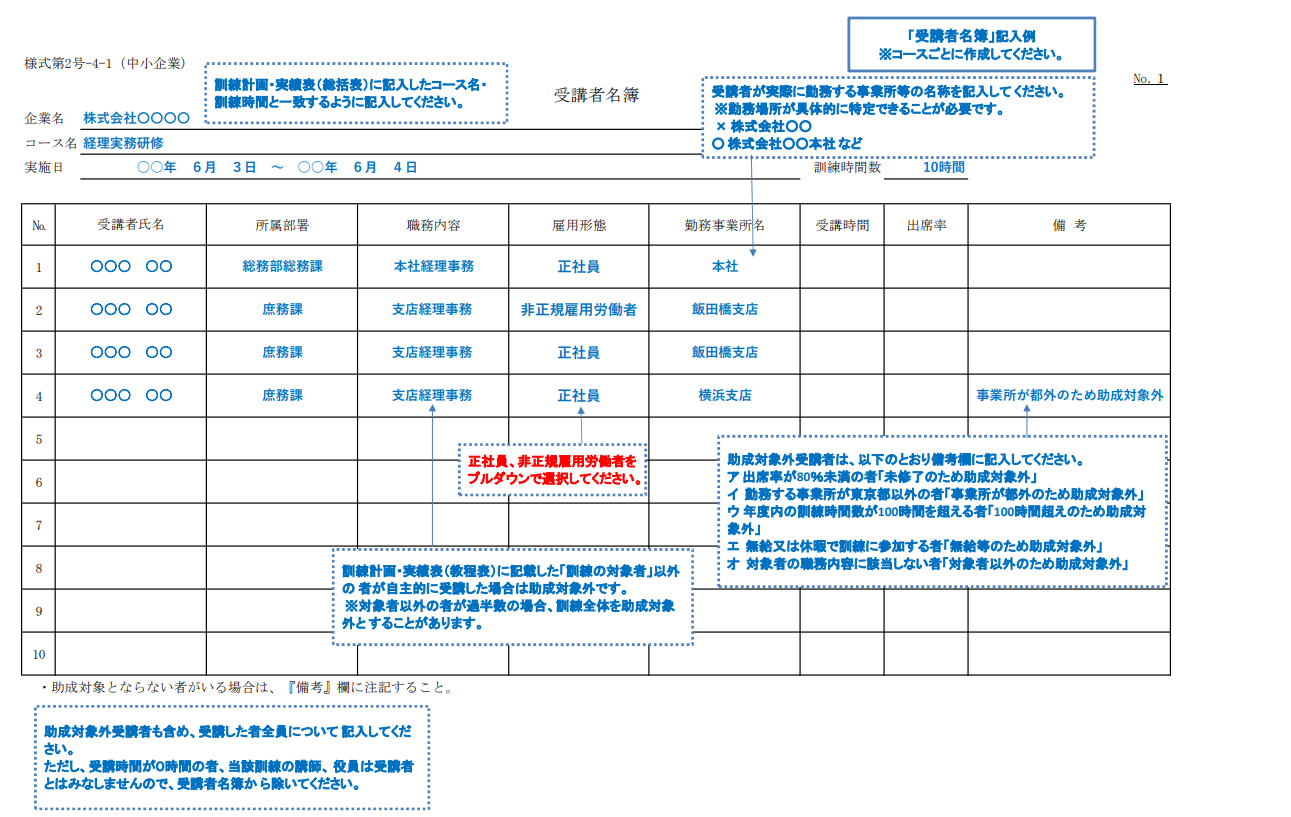 「受講者名簿」記入例
※コースごとに作成してください。
様式第2号-4-1（中小企業）
訓練計画・実績表（総括表）に記入したコース名・
訓練時間と一致するように記入してください。
受講者名簿
No. 1
受講者が実際に勤務する事業所等の名称を記入してください。
※勤務場所が具体的に特定できることが必要です。
× 株式会社〇〇
〇 株式会社〇〇本社 など
企業名 株式会社〇〇〇〇
コース名 経理実務研修
実施日 〇〇年 6月 3日 ～ 〇〇年 6月 4日 訓練時間数 10時間
№ 受講者氏名 所属部署 職務内容 雇用形態 勤務事業所名 受講時間 出席率 備 考
1 〇〇〇 〇〇 総務部総務課 本社経理事務 正社員 本社
2 〇〇〇 〇〇 庶務課 支店経理事務 非正規雇用労働者 飯田橋支店
3 〇〇〇 〇〇 庶務課 支店経理事務 正社員 飯田橋支店
4 〇〇〇 〇〇 庶務課 支店経理事務 正社員 横浜支店 事業所が都外のため助成対象外
5
6
7
8
9
10
正社員、非正規雇用労働者を
プルダウンで選択してください。
助成対象外受講者は、以下のとおり備考欄に記入してください。
ア 出席率が80％未満の者「未修了のため助成対象外」
イ 勤務する事業所が東京都以外の者「事業所が都外のため助成対象外」
ウ 年度内の訓練時間数が100時間を超える者「100時間超えのため助成対
象外」
エ 無給又は休暇で訓練に参加する者「無給等のため助成対象外」
オ 対象者の職務内容に該当しない者「対象者以外のため助成対象外」
訓練計画・実績表（教程表）に記載した「訓練の対象者」以外
の 者が自主的に受講した場合は助成対象外です。
※対象者以外の者が過半数の場合、訓練全体を助成対象
外とすることがあります。
・助成対象とならない者がいる場合は、『備考』欄に注記すること。
助成対象外受講者も含め、受講した者全員について 記入してくだ
さい。
ただし、受講時間が0時間の者、当該訓練の講師、役員は受講者
とはみなしませんので、受講者名簿から除いてください。